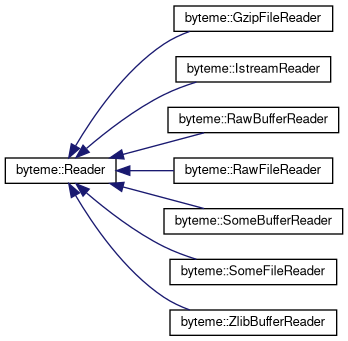 byteme::GzipFileReader
byteme::IstreamReader
byteme::RawBufferReader
byteme::Reader
byteme::RawFileReader
byteme::SomeBufferReader
byteme::SomeFileReader
byteme::ZlibBufferReader